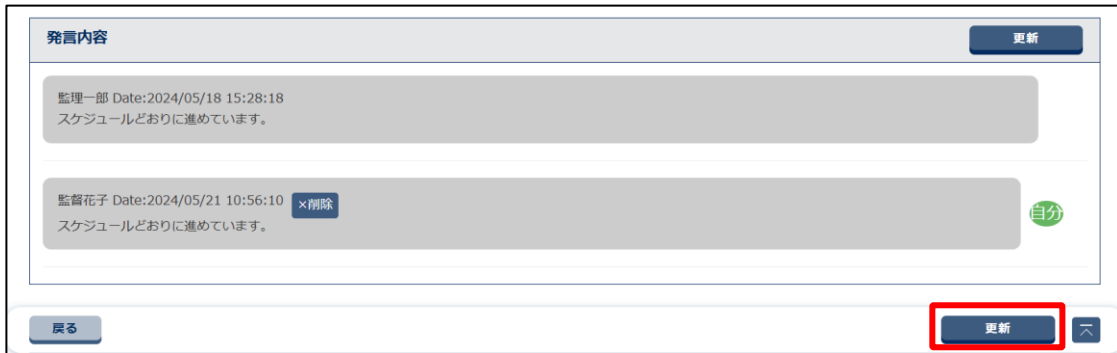 発言内容
更新
監理一郎 Date:2024/05/18 15:28:18
スケジュールどおりに進めています。
監督花子 Date:2024/05/21 10:56:10 ×削除
スケジュールどおりに進めています。
自分
戻る
更新